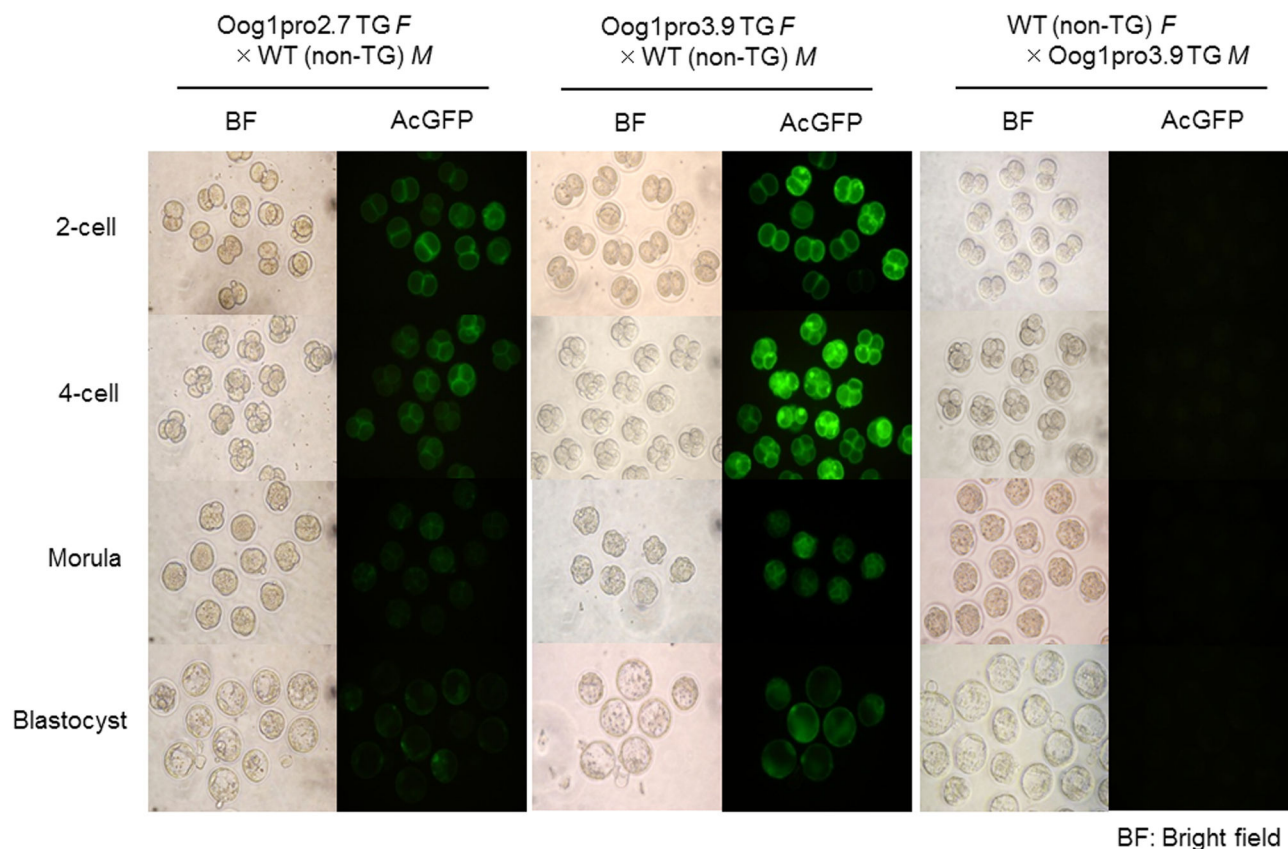 Oog1pro2.7 TG F
× WT (non-TG) M
Oog1pro3.9 TG F
× WT (non-TG) M
WT (non-TG) F
× Oog1pro3.9 TG M
BF
AcGFP
BF
AcGFP
BF
AcGFP
2-cell
4-cell
Morula
Blastocyst
BF: Bright field